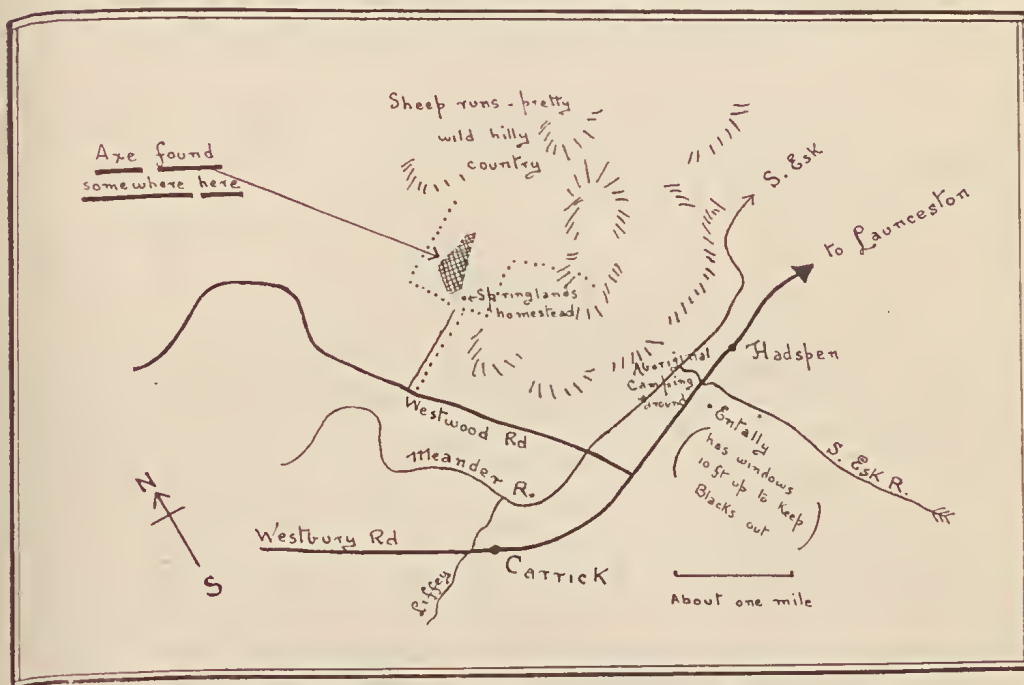 Sheep runs - pretty
wild hilly
country
Axe found
somewhere here
S. Esk
to Launceston
Springlands
homestead
Hadspen
Aboriginal
Camping
ground
Westwood Rd
Entally
has windows
10 ft up to keep
Blacks out
S. Esk R.
Meander R.
N
S
Westbury Rd
Carrick
Liffey
About one mile